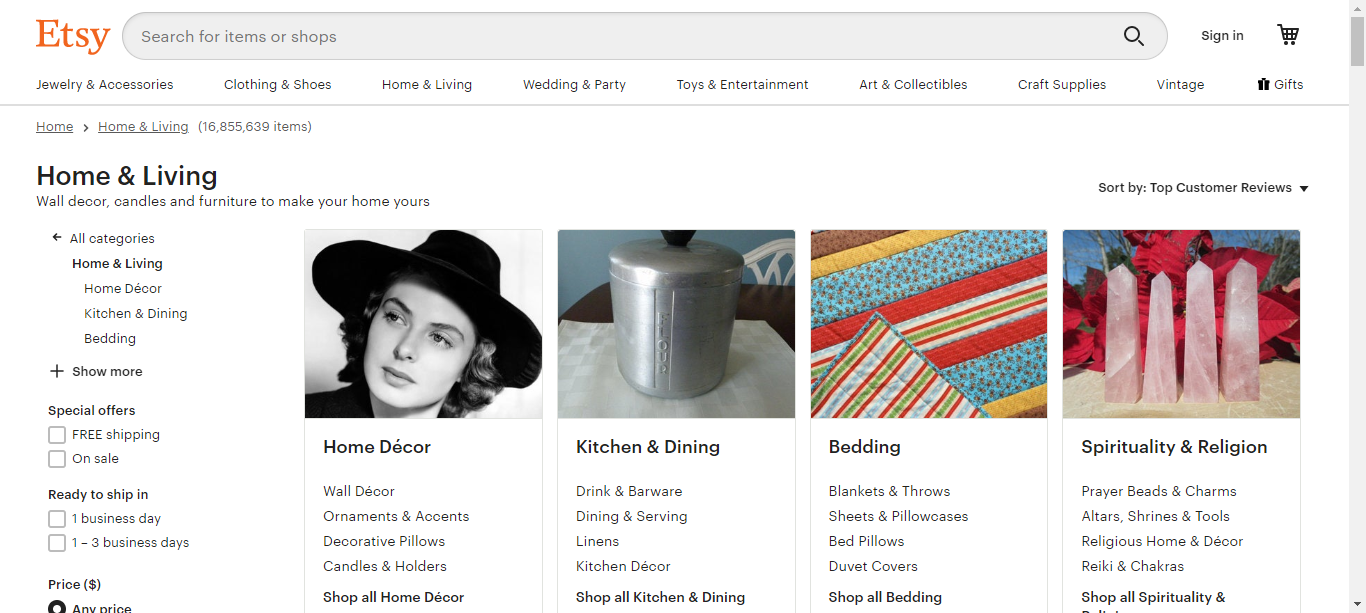 Etsy
Search for items or shops
Sign in
Jewelry & Accessories
Clothing & Shoes
Home & Living
Wedding & Party
Toys & Entertainment
Art & Collectibles
Craft Supplies
Vintage
Gifts
Home
Home & Living (16,855,639 items)
Home & Living
Wall decor, candles and furniture to make your home yours
Sort by: Top Customer Reviews
All categories
Home & Living
Home Décor
Kitchen & Dining
Bedding
Show more
Special offers
FREE shipping
On sale
Ready to ship in
1 business day
1 – 3 business days
Price ($)
Any price
Home Décor
Wall Décor
Ornaments & Accents
Decorative Pillows
Candles & Holders
Shop all Home Décor
FLOUR
Kitchen & Dining
Drink & Barware
Dining & Serving
Linens
Kitchen Décor
Shop all Kitchen & Dining
Bedding
Blankets & Throws
Sheets & Pillowcases
Bed Pillows
Duvet Covers
Shop all Bedding
Spirituality & Religion
Prayer Beads & Charms
Altars, Shrines & Tools
Religious Home & Décor
Reiki & Chakras
Shop all Spirituality &